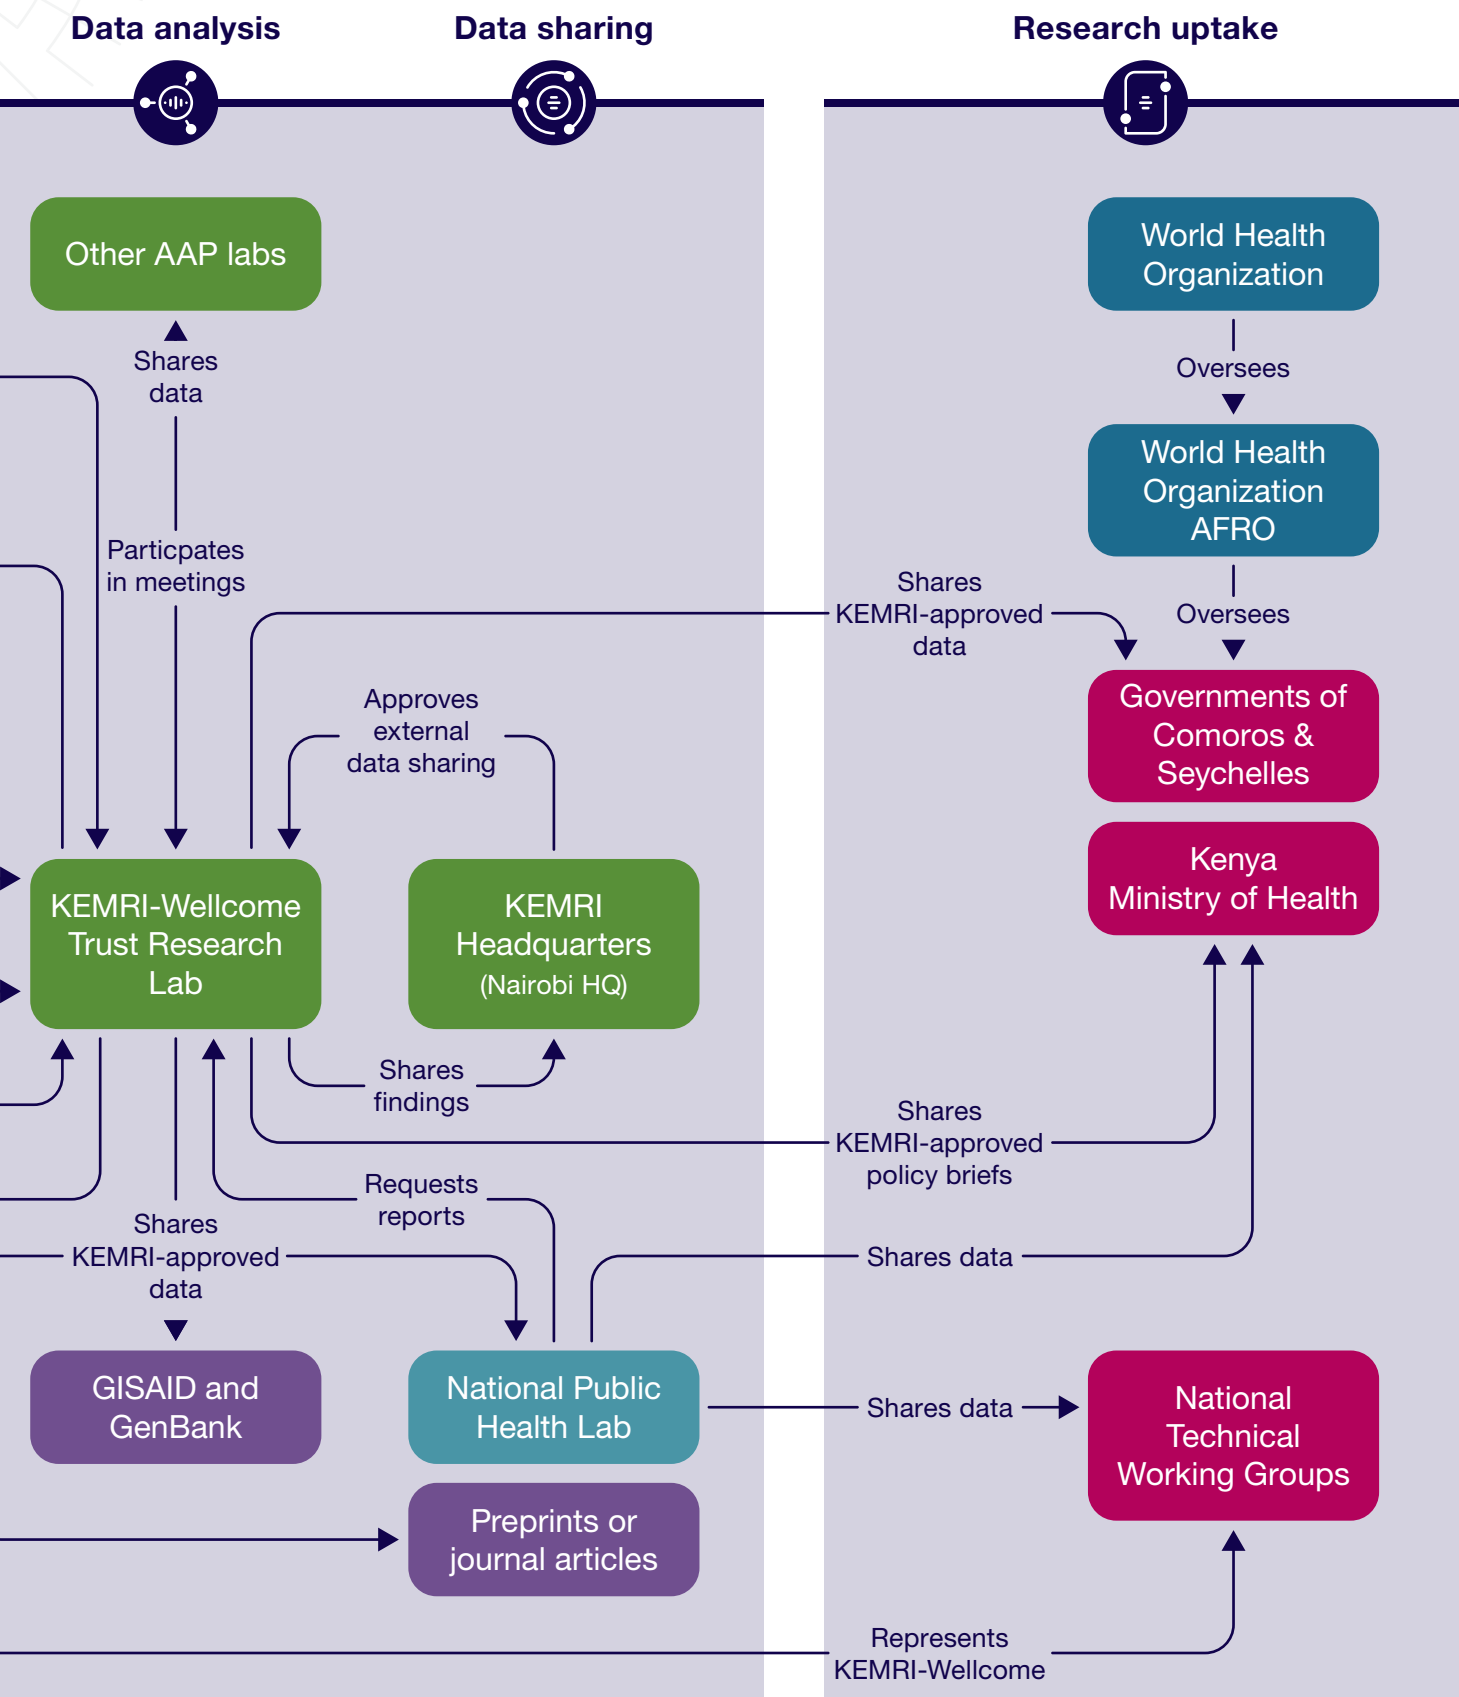 Data analysis
Data sharing
Research uptake
Other AAP labs
World Health
Organization
Shares
data
Oversees
World Health
Organization
AFRO
Particpates
in meetings
Shares
KEMRI-approved
data
Oversees
Approves
external
data sharing
Governments of
Comoros &
Seychelles
Kenya
Ministry of Health
KEMRI-Wellcome
Trust Research
Lab
KEMRI
Headquarters
(Nairobi HQ)
Shares
findings
Shares
KEMRI-approved
policy briefs
Requests
reports
Shares
KEMRI-approved
data
Shares data
GISAID and
GenBank
National Public
Health Lab
Shares data
National
Technical
Working Groups
Preprints or
journal articles
Represents
KEMRI-Wellcome